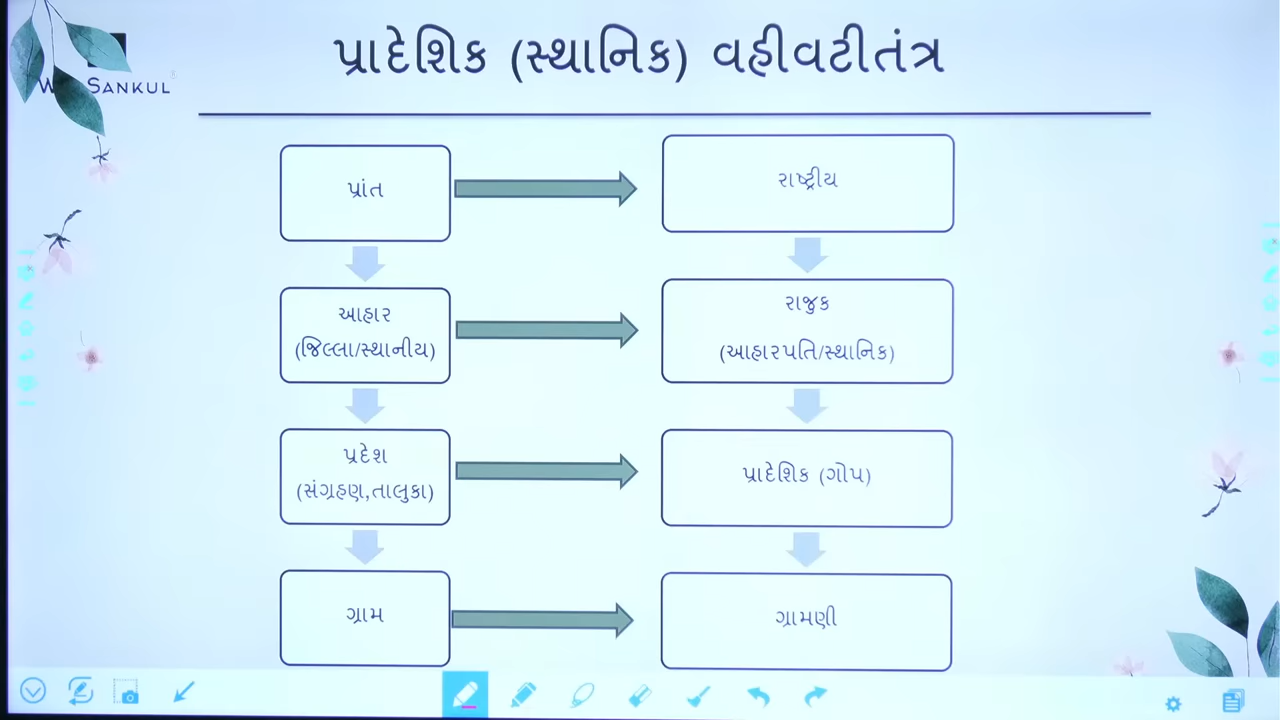 પ્રાદેશિક (સ્થાનિક) વહીવટીતંત્ર
SANKUL
પ્રાંત
રાષ્ટ્રીય
આહાર
(જિલ્લા/સ્થાનીય)
રાજુક
(આહારપતિ/સ્થાનિક)
પ્રદેશ
(સંગ્રહણ,તાલુકા)
પ્રાદેશિક (ગોપ)
ગ્રામ
ગ્રામણી